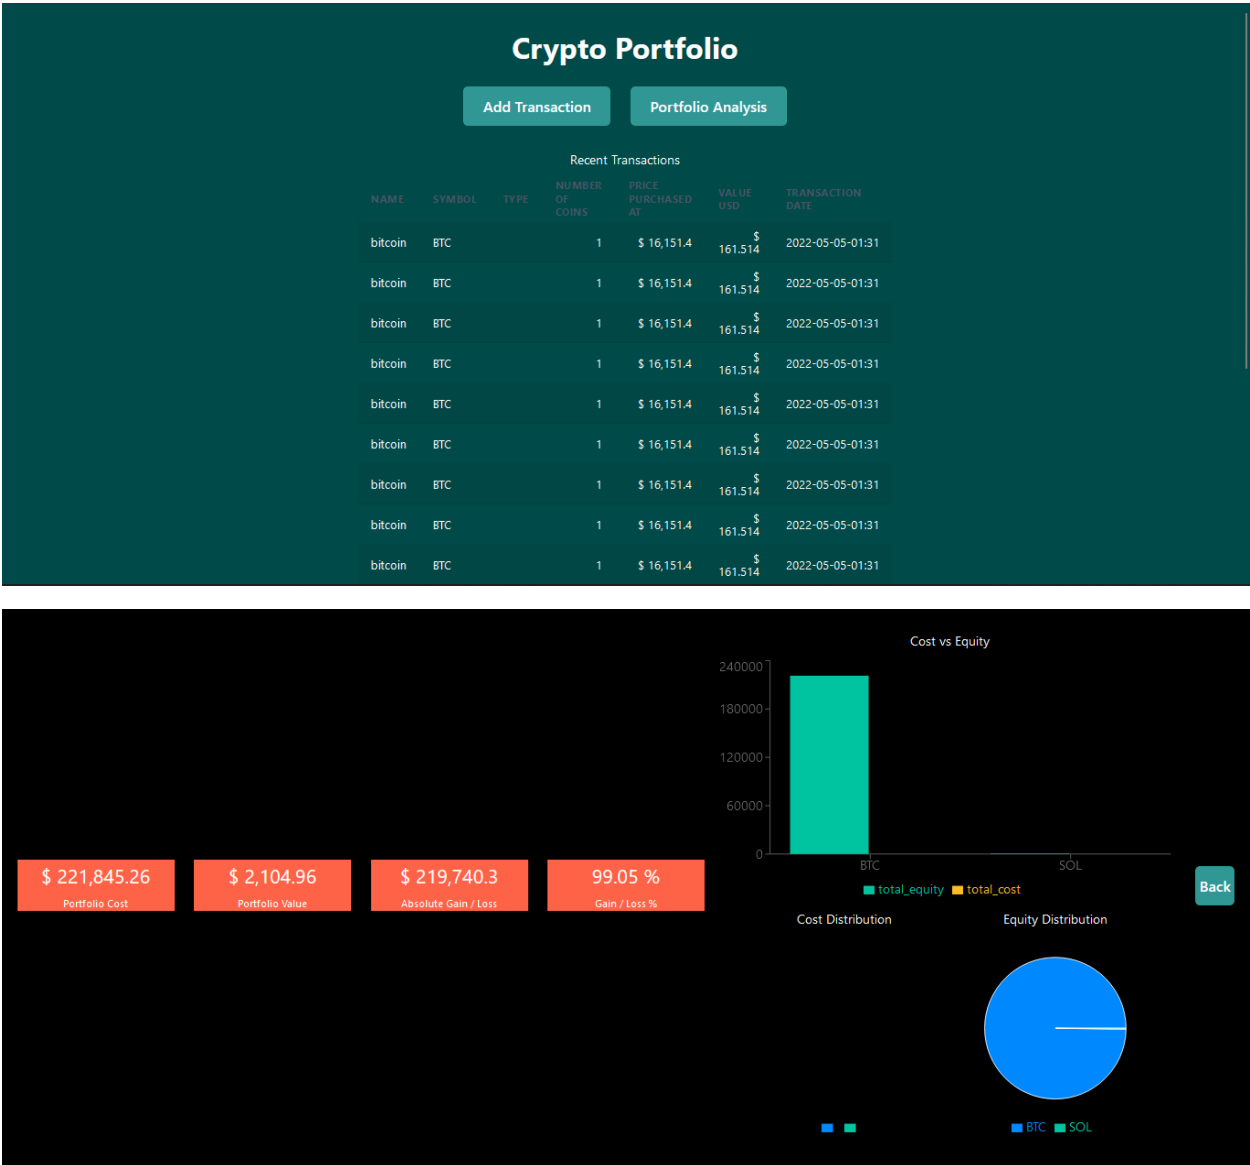 Crypto Portfolio
Add Transaction Portfolio Analysis
Recent Transactions
NAME SYMBOL TYPE NUMBER OF COINS PRICE PURCHASED AT VALUE USD TRANSACTION DATE
bitcoin BTC 1 $ 16,151.4 $ 161.514 2022-05-05-01:31
bitcoin BTC 1 $ 16,151.4 $ 161.514 2022-05-05-01:31
bitcoin BTC 1 $ 16,151.4 $ 161.514 2022-05-05-01:31
bitcoin BTC 1 $ 16,151.4 $ 161.514 2022-05-05-01:31
bitcoin BTC 1 $ 16,151.4 $ 161.514 2022-05-05-01:31
bitcoin BTC 1 $ 16,151.4 $ 161.514 2022-05-05-01:31
bitcoin BTC 1 $ 16,151.4 $ 161.514 2022-05-05-01:31
bitcoin BTC 1 $ 16,151.4 $ 161.514 2022-05-05-01:31
bitcoin BTC 1 $ 16,151.4 $ 161.514 2022-05-05-01:31
$ 221,845.26
Portfolio Cost
$ 2,104.96
Portfolio Value
$ 219,740.3
Absolute Gain / Loss
99.05 %
Gain / Loss %
Cost vs Equity
240000
180000
120000
60000
0
BTC SOL
total_equity total_cost
Back
Cost Distribution
Equity Distribution
BTC SOL